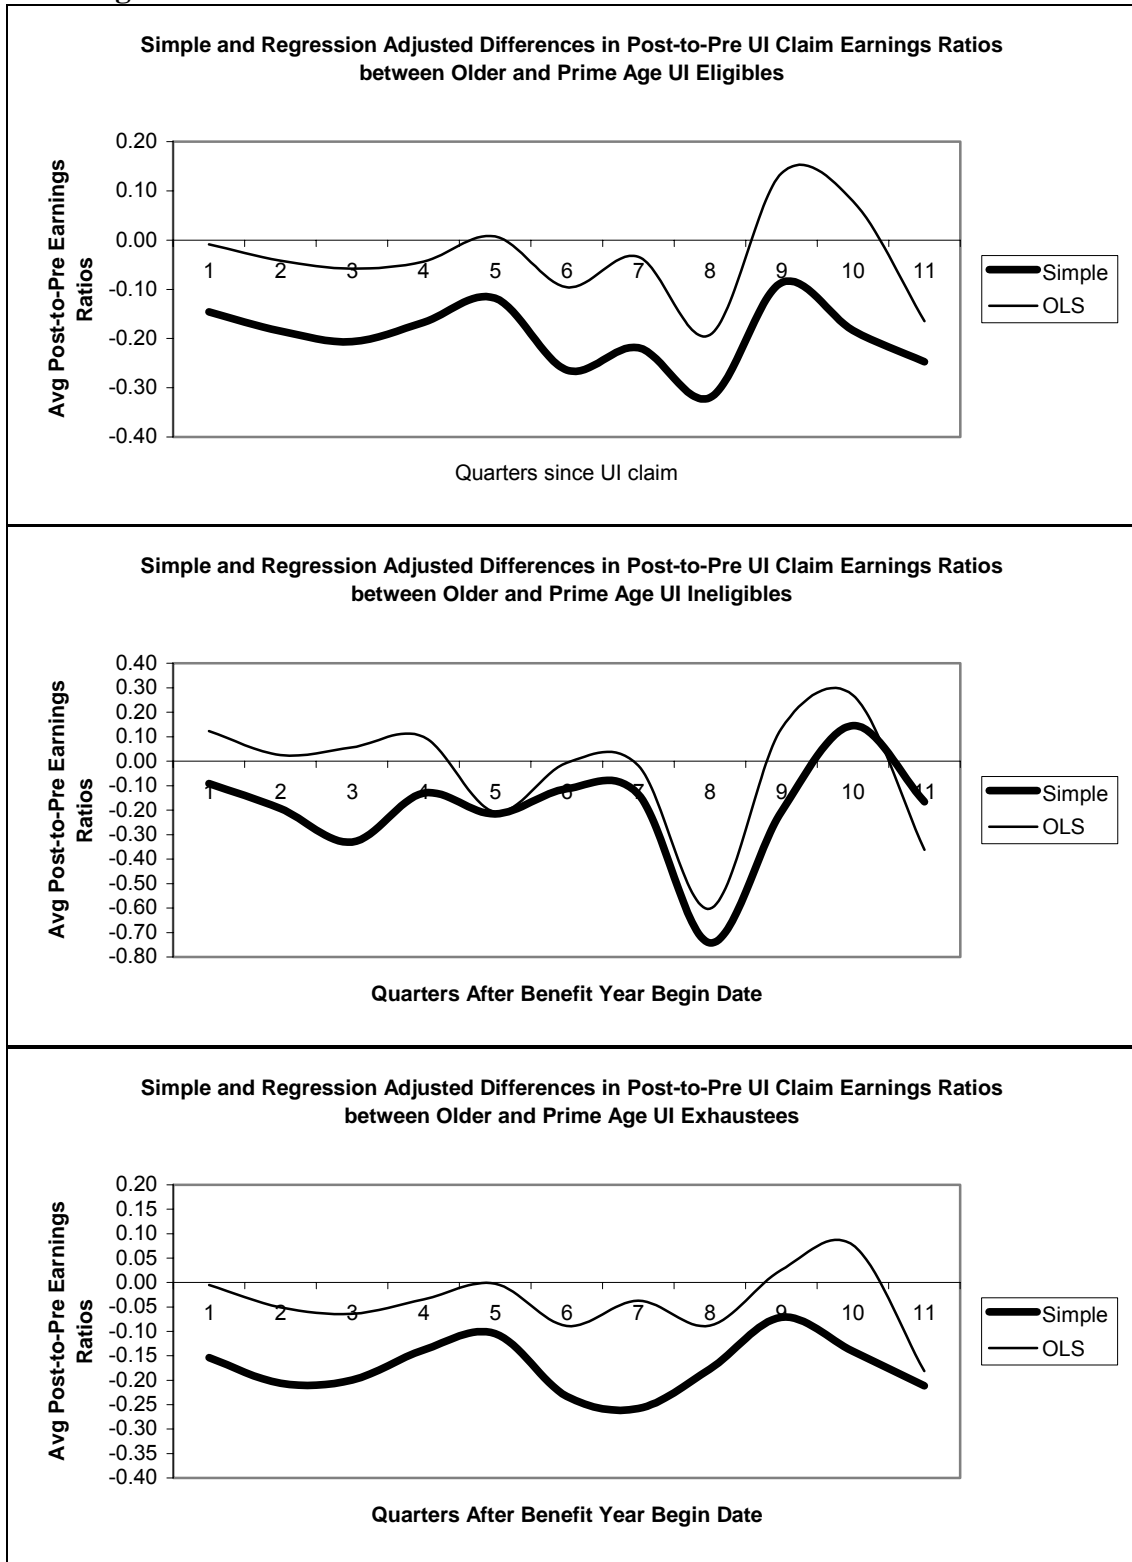 Simple and Regression Adjusted Differences in Post-to-Pre UI Claim Earnings Ratios
between Older and Prime Age UI Eligibles
Avg Post-to-Pre Earnings
Ratios
0.20
0.10
0.00
-0.10
-0.20
-0.30
-0.40
1 2 3 4 5 6 7 8 9 10 11
Quarters since UI claim
Simple
OLS
Simple and Regression Adjusted Differences in Post-to-Pre UI Claim Earnings Ratios
between Older and Prime Age UI Ineligibles
Avg Post-to-Pre Earnings
Ratios
0.40
0.30
0.20
0.10
0.00
-0.10
-0.20
-0.30
-0.40
-0.50
-0.60
-0.70
-0.80
1 2 3 4 5 6 7 8 9 10 11
Quarters After Benefit Year Begin Date
Simple
OLS
Simple and Regression Adjusted Differences in Post-to-Pre UI Claim Earnings Ratios
between Older and Prime Age UI Exhaustees
Avg Post-to-Pre Earnings
Ratios
0.20
0.15
0.10
0.05
0.00
-0.05
-0.10
-0.15
-0.20
-0.25
-0.30
-0.35
-0.40
1 2 3 4 5 6 7 8 9 10 11
Quarters After Benefit Year Begin Date
Simple
OLS